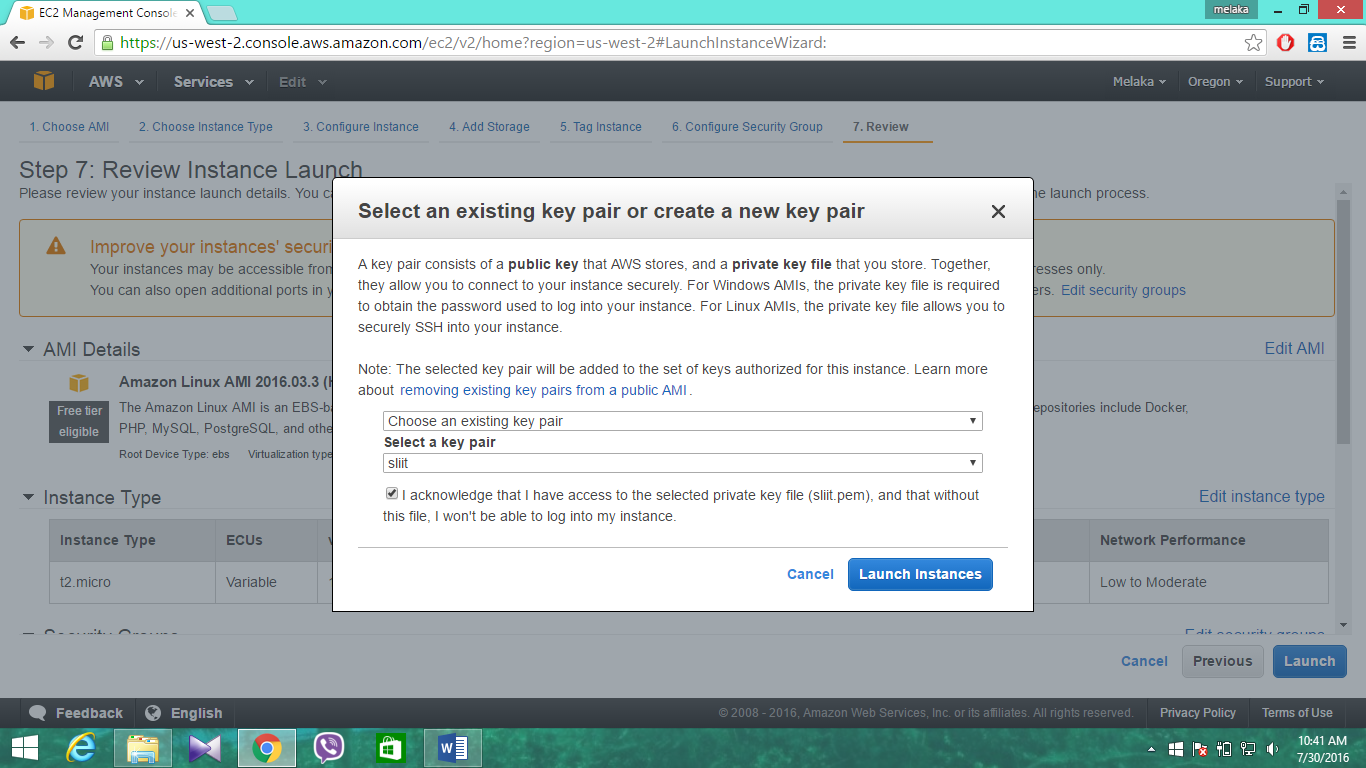 EC2 Management Console
melaka
https://us-west-2.console.aws.amazon.com/ec2/v2/home?region=us-west-2#LaunchInstanceWizard:
AWS Services Edit Melaka Oregon Support
1. Choose AMI 2. Choose Instance Type 3. Configure Instance 4. Add Storage 5. Tag Instance 6. Configure Security Group 7. Review
Step 7: Review Instance Launch
Please review your instance launch details. You launch process.
Select an existing key pair or create a new key pair
Improve your instances'
A key pair consists of a public key that AWS stores, and a private key file that you store. Together,
Your instances may be accessible only.
they allow you to connect to your instance securely. For Windows AMIs, the private key file is required
You can also open additional ports in Edit security groups
to obtain the password used to log into your instance. For Linux AMIs, the private key file allows you to
securely SSH into your instance.
AMI Details Edit AMI
Note: The selected key pair will be added to the set of keys authorized for this instance. Learn more
about removing existing key pairs from a public AMI.
Amazon Linux AMI 2016.03.3
Free tier
eligible
The Amazon Linux AMI is an include Docker,
PHP, MySQL, PostgreSQL, and
Root Device Type: ebs Virtualization type
Choose an existing key pair
Select a key pair
sliit
I acknowledge that I have access to the selected private key file (sliit.pem), and that without
this file, I won't be able to log into my instance.
Instance Type Edit instance type
Instance Type ECUs Network Performance
t2.micro Variable Low to Moderate
Cancel Launch Instances
Security Groups Edit security groups
Cancel Previous Launch
Feedback English © 2008 - 2016, Amazon Web Services, Inc. or its affiliates. All rights reserved. Privacy Policy Terms of Use
10:41 AM
7/30/2016